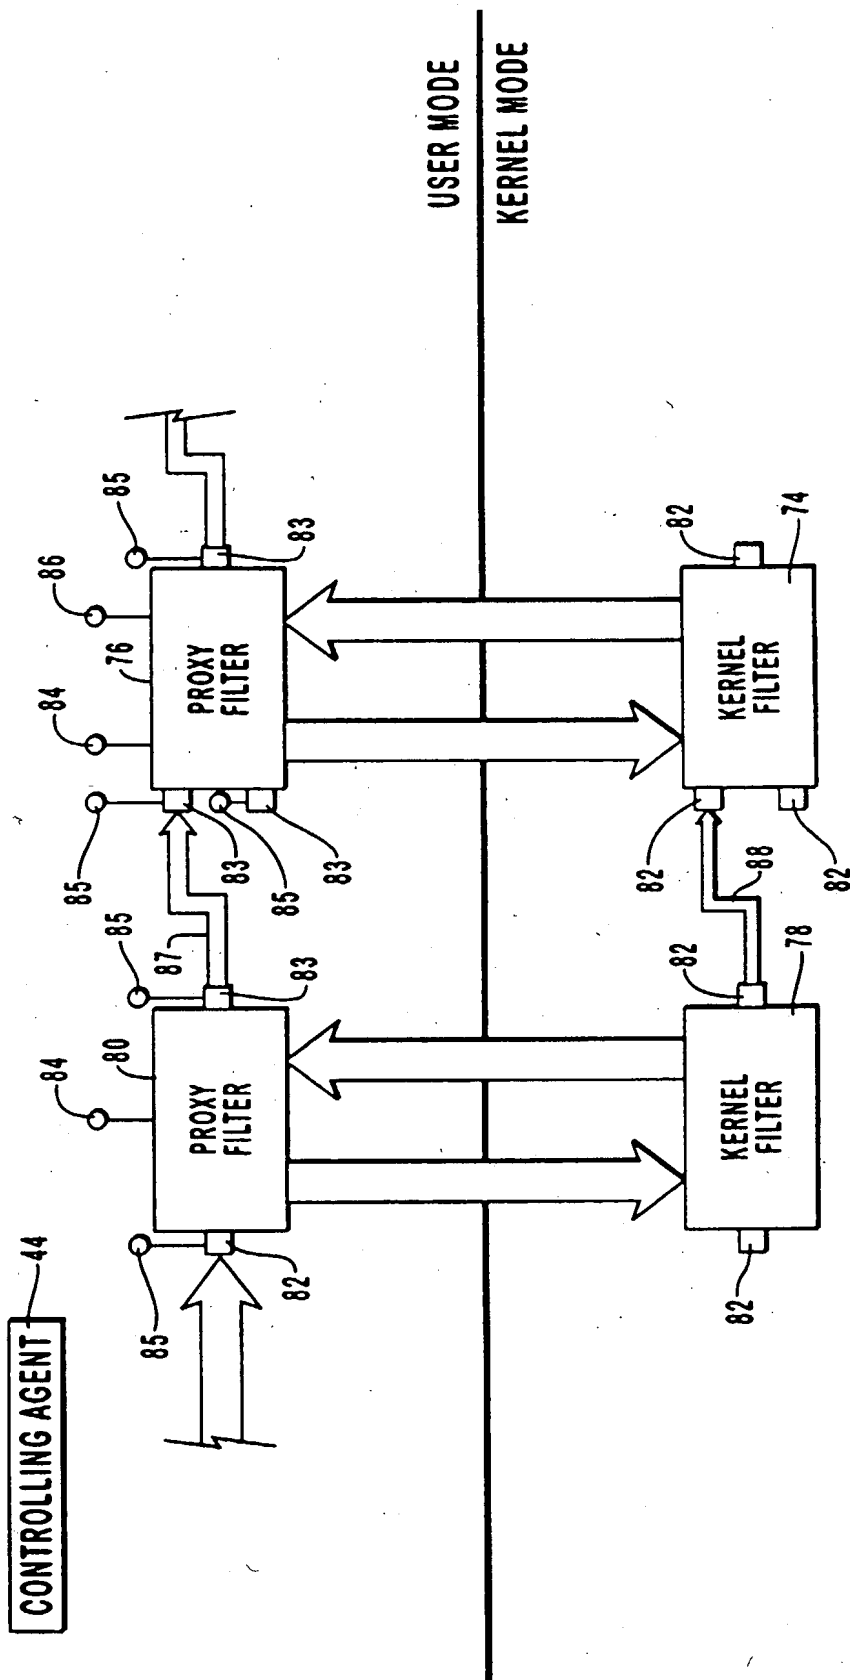 CONTROLLING AGENT
44
84
84
86
85
80
76
85
85
85
87
PROXY
FILTER
PROXY
FILTER
83
82
83
85
83
83
USER MODE
KERNEL MODE
82
82
82
88
82
82
74
78
KERNEL
FILTER
KERNEL
FILTER